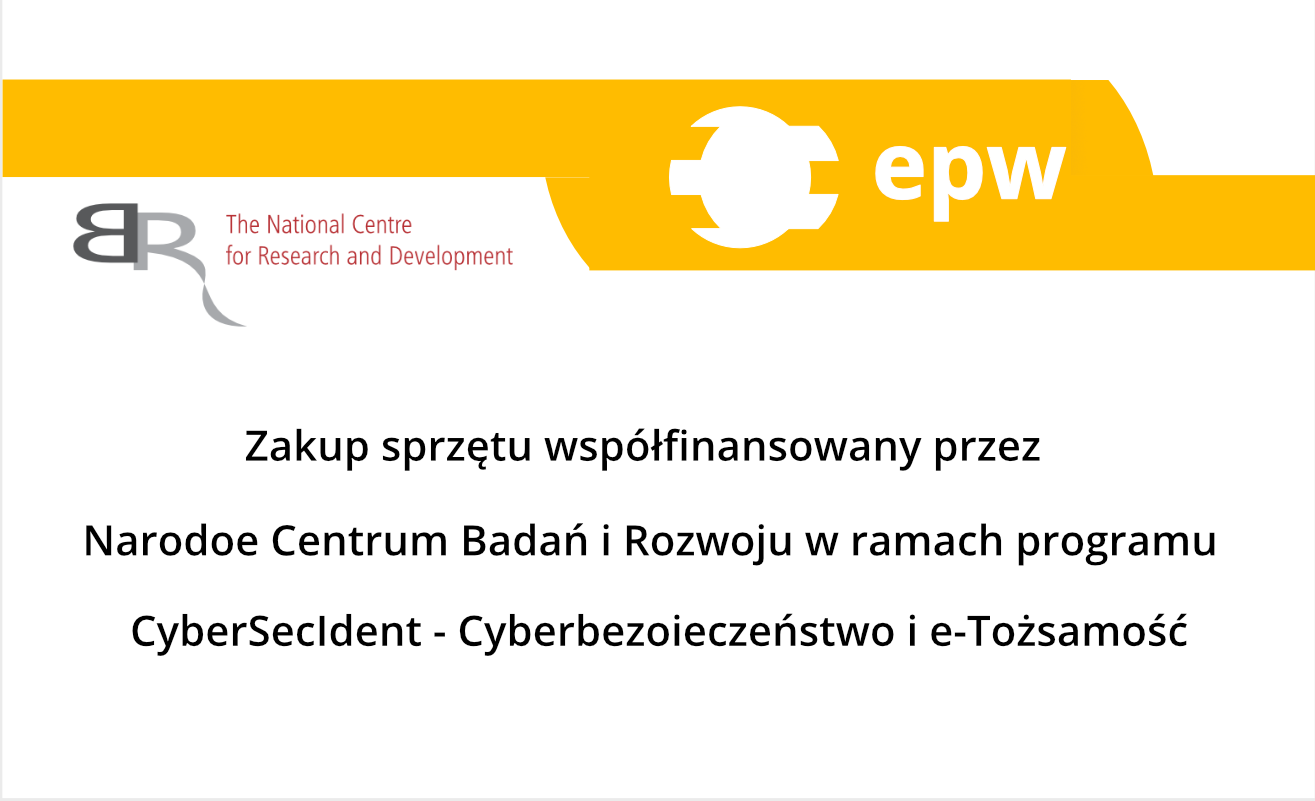 epw
BR
The National Centre
for Research and Development
Zakup sprzętu współfinansowany przez
Narodoe Centrum Badań i Rozwoju w ramach programu
CyberSecIdent - Cyberbezoieczeństwo i e-Tożsamość